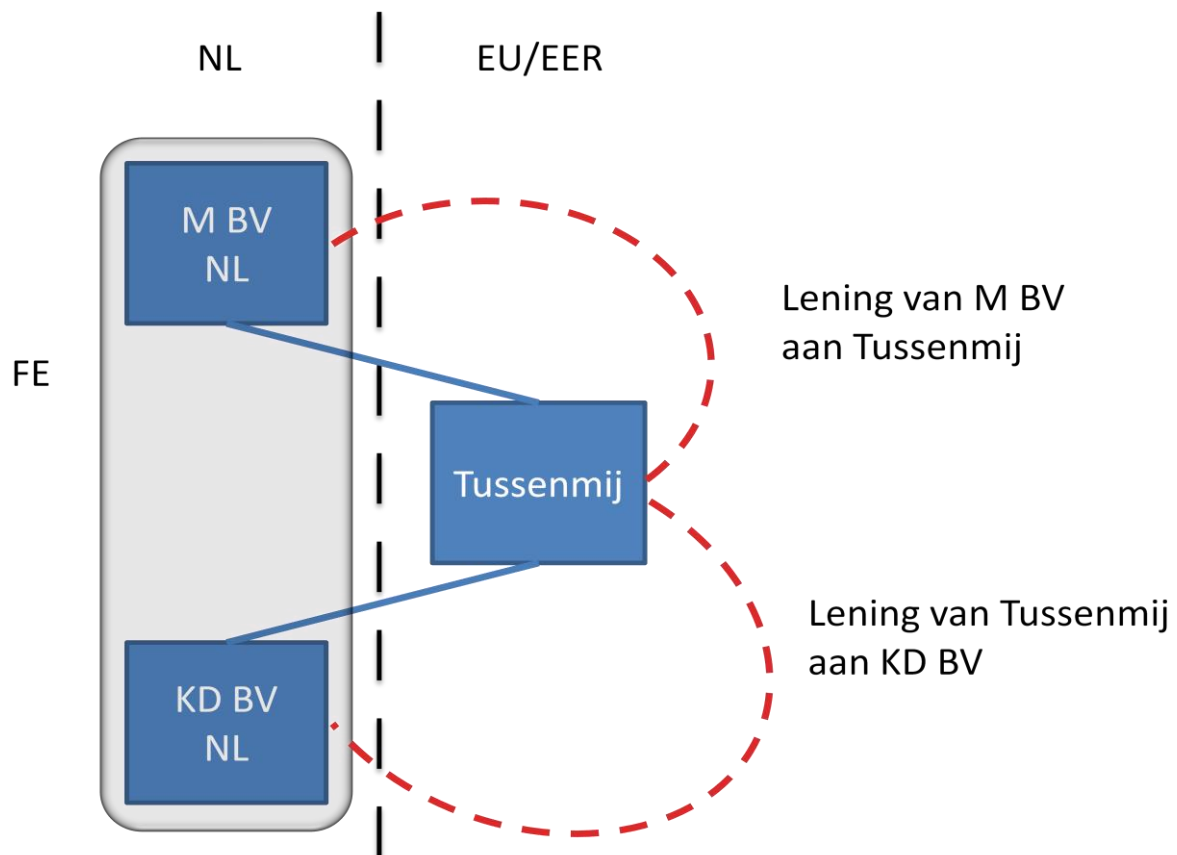 NL
EU/EER
M BV
NL
Lening van M BV
aan Tussenmij
FE
Tussenmij
Lening van Tussenmij
aan KD BV
KD BV
NL